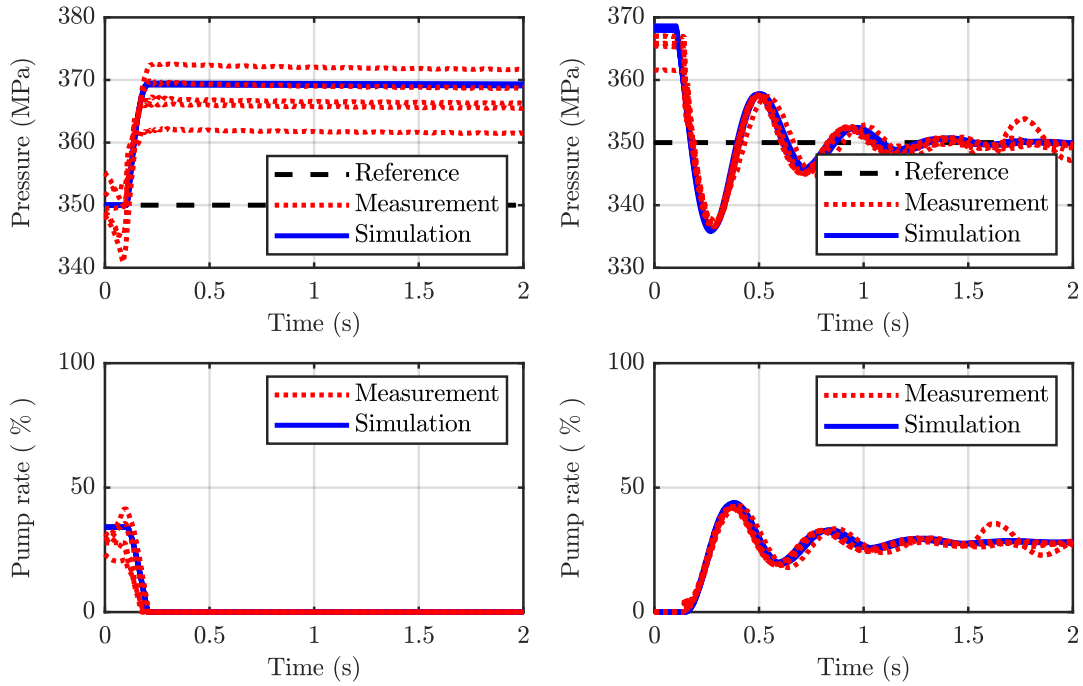 380
370
360
350
340
Pressure (MPa)
Reference
Measurement
Simulation
0
0.5
1
1.5
2
Time (s)
370
360
350
340
330
Pressure (MPa)
Reference
Measurement
Simulation
0
0.5
1
1.5
2
Time (s)
100
50
0
Pump rate ( % )
Measurement
Simulation
0
0.5
1
1.5
2
Time (s)
100
50
0
Pump rate ( % )
Measurement
Simulation
0
0.5
1
1.5
2
Time (s)